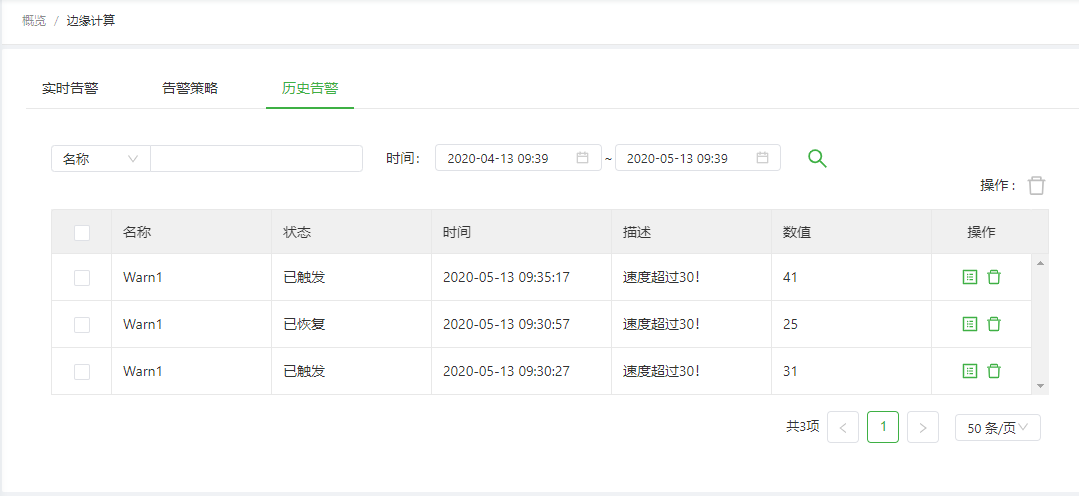 概览 / 边缘计算
实时告警 告警策略 历史告警
名称 时间： 2020-04-13 09:39 ~ 2020-05-13 09:39
操作：
名称 状态 时间 描述 数值 操作
Warn1 已触发 2020-05-13 09:35:17 速度超过30！ 41
Warn1 已恢复 2020-05-13 09:30:57 速度超过30！ 25
Warn1 已触发 2020-05-13 09:30:27 速度超过30！ 31
共3项 < 1 > 50 条/页